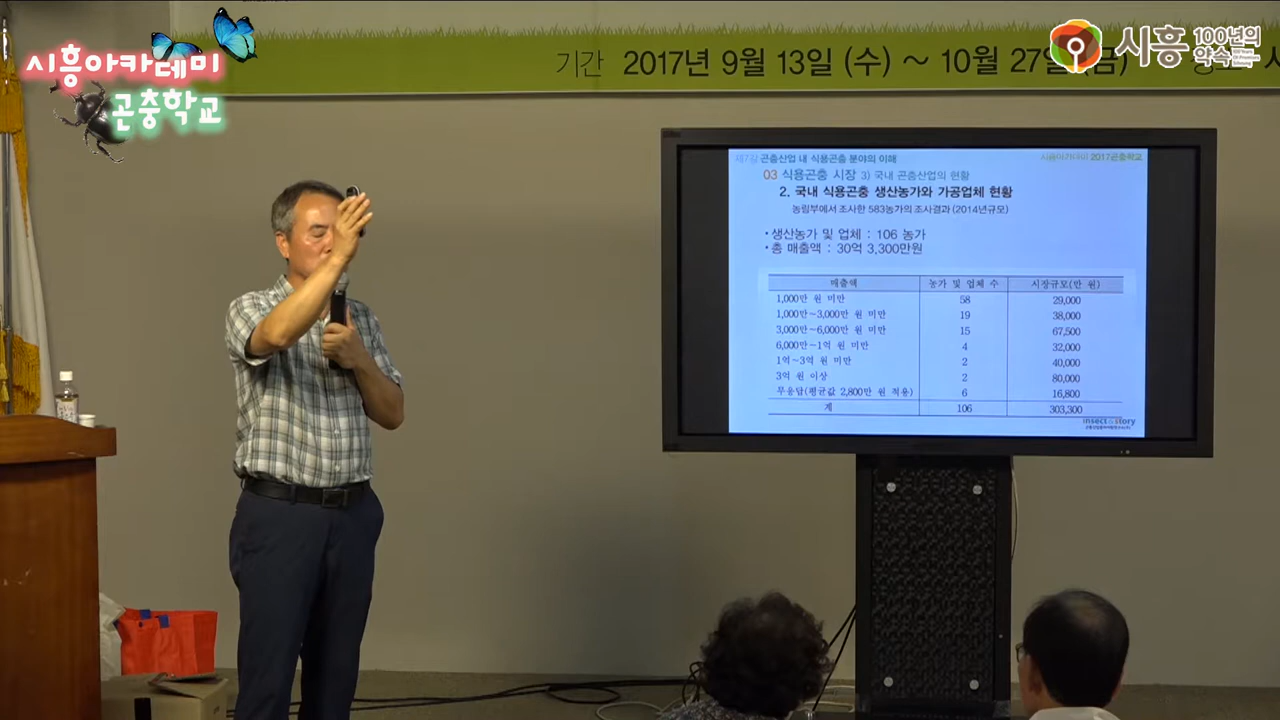 시흥아카데미
곤충학교
기간 2017년 9월 13일 (수) ~ 10월 27일 (금)
시흥 100년의
약속
제7강 곤충산업 내 식용곤충 분야의 이해
시흥아카데미 2017곤충학교
03 식용곤충 시장 3) 국내 곤충산업의 현황
2. 국내 식용곤충 생산농가와 가공업체 현황
농림부에서 조사한 583농가의 조사결과 (2014년규모)
• 생산농가 및 업체 : 106 농가
• 총 매출액 : 30억 3,300만원
매출액 농가 및 업체 수 시장규모(만 원)
1,000만 원 미만 58 29,000
1,000만~3,000만 원 미만 19 38,000
3,000만~6,000만 원 미만 15 67,500
6,000만~1억 원 미만 4 32,000
1억~3억 원 미만 2 40,000
3억 원 이상 2 80,000
무응답(평균값 2,800만 원 적용) 6 16,800
계 106 303,300
insect &story